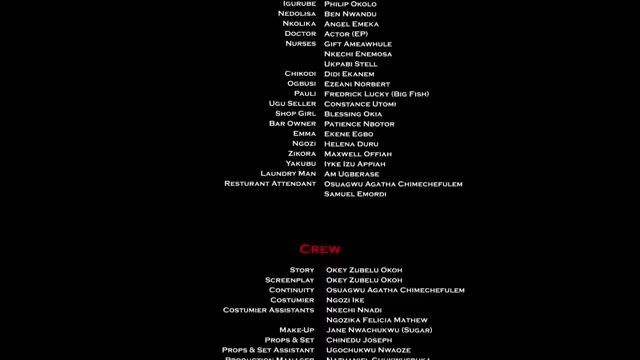 Igurube Philip Okolo
Nedolisa Ben Nwandu
Nkolika Angel Emeka
Doctor Actor (EP)
Nurses Gift Ameawhule
Nkechi Enemosa
Ukpabi Stell
Chikodi Didi Ekanem
Ogbusi Ezeani Norbert
Pauli Fredrick Lucky (Big Fish)
Ugu Seller Constance Utomi
Shop Girl Blessing Okia
Bar Owner Patience Nbotor
Emma Ekene Egbo
Ngozi Helena Duru
Zikora Maxwell Offiah
Yakubu Iyke Izu Appiah
Laundry Man Am Ugberase
Resturant Attendant Osuagwu Agatha Chimechefulem
Samuel Emordi
Crew
Story Okey Zubelu Okoh
Screenplay Okey Zubelu Okoh
Continuity Osuagwu Agatha Chimechefulem
Costumier Ngozi Ike
Costumier Assistants Nkechi Nnadi
Ngozika Felicia Mathew
Make-Up Jane Nwachukwu (Sugar)
Props & Set Chinedu Joseph
Props & Set Assistant Ugochukwu Nwaoze
Production Manager Nathaniel Chukwuebuka